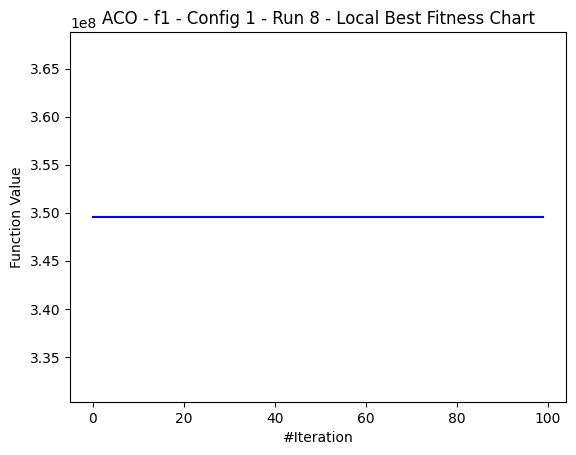 ACO - f1 - Config 1 - Run 8 - Local Best Fitness Chart
1e8
3.65
3.60
3.55
3.50
3.45
3.40
3.35
Function Value
0 20 40 60 80 100
#Iteration